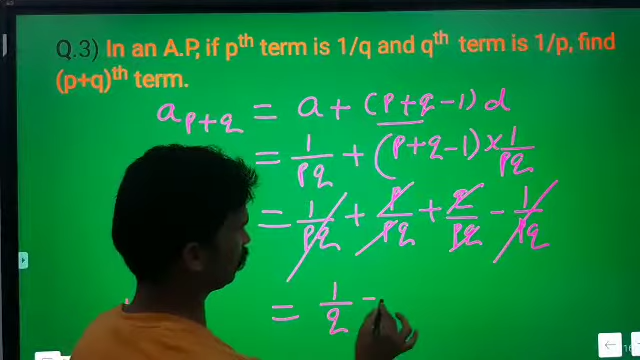 Q.3) In an A.P, if pᵗʰ term is 1/q and qᵗʰ term is 1/p, find
(p+q)ᵗʰ term.
a_{p+q} = a + (p+q-1) d
= 1/pq + (p+q-1) × 1/pq
= 1/pq + p/pq + q/pq - 1/pq
= 1/q -